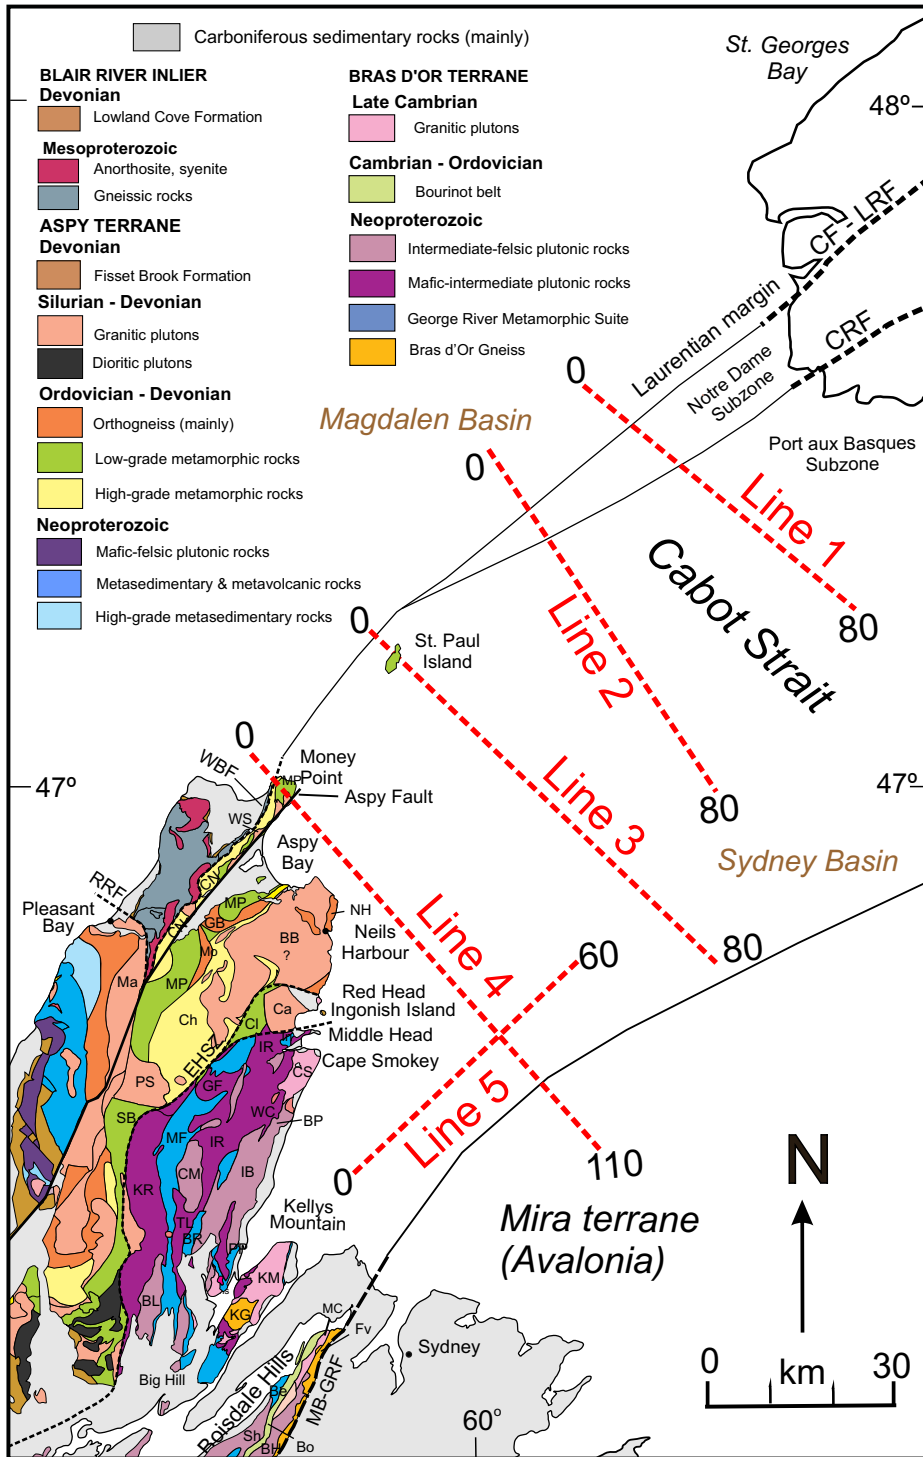 Carboniferous sedimentary rocks (mainly)
BLAIR RIVER INLIER
Devonian
Lowland Cove Formation
Mesoproterozoic
Anorthosite, syenite
Gneissic rocks
ASPY TERRANE
Devonian
Fisset Brook Formation
Silurian - Devonian
Granitic plutons
Dioritic plutons
Ordovician - Devonian
Orthogneiss (mainly)
Low-grade metamorphic rocks
High-grade metamorphic rocks
Neoproterozoic
Mafic-felsic plutonic rocks
Metasedimentary & metavolcanic rocks
High-grade metasedimentary rocks
BRAS D'OR TERRANE
Late Cambrian
Granitic plutons
Cambrian - Ordovician
Bourinot belt
Neoproterozoic
Intermediate-felsic plutonic rocks
Mafic-intermediate plutonic rocks
George River Metamorphic Suite
Bras d'Or Gneiss
St. Georges
Bay
48º
CF - LRF
CRF
Laurentian margin
Notre Dame
Subzone
Port aux Basques
Subzone
Magdalen Basin
0
Line 1
80
0
Line 2
80
Cabot Strait
0
St. Paul
Island
Line 3
80
0
Line 4
110
60
Line 5
0
47º
47º
Sydney Basin
WBF
Money
Point
MP
Aspy Fault
WS
Aspy
Bay
CN
CN
RRF
Pleasant
Bay
MP
GB
NH
Neils
Harbour
BB
?
Mo
Ma
MP
Ch
Red Head
Ingonish Island
Middle Head
Cape Smokey
Cl
Ca
In
IR
EHSZ
CS
PS
GF
SB
WC
BP
MF
IR
CM
IB
KR
Kellys
Mountain
TL
BR
PP
KM
BL
KG
MC
Fv
Sydney
Big Hill
Boisdale Hills
Be
MB-GRF
Sh
BH
Bo
60º
Mira terrane
(Avalonia)
N
0
km
30